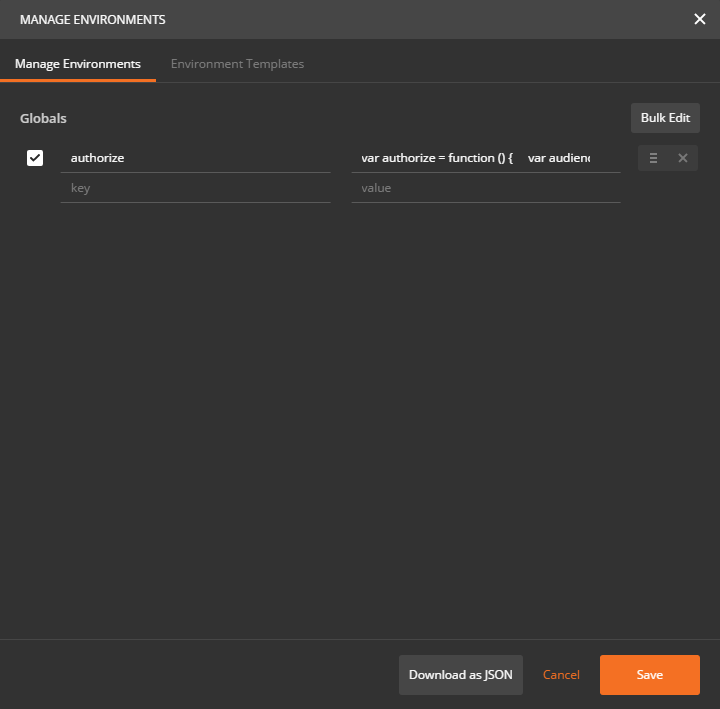 MANAGE ENVIRONMENTS
Manage Environments Environment Templates
Globals Bulk Edit
authorize var authorize = function () { var audien
key value
Download as JSON Cancel Save